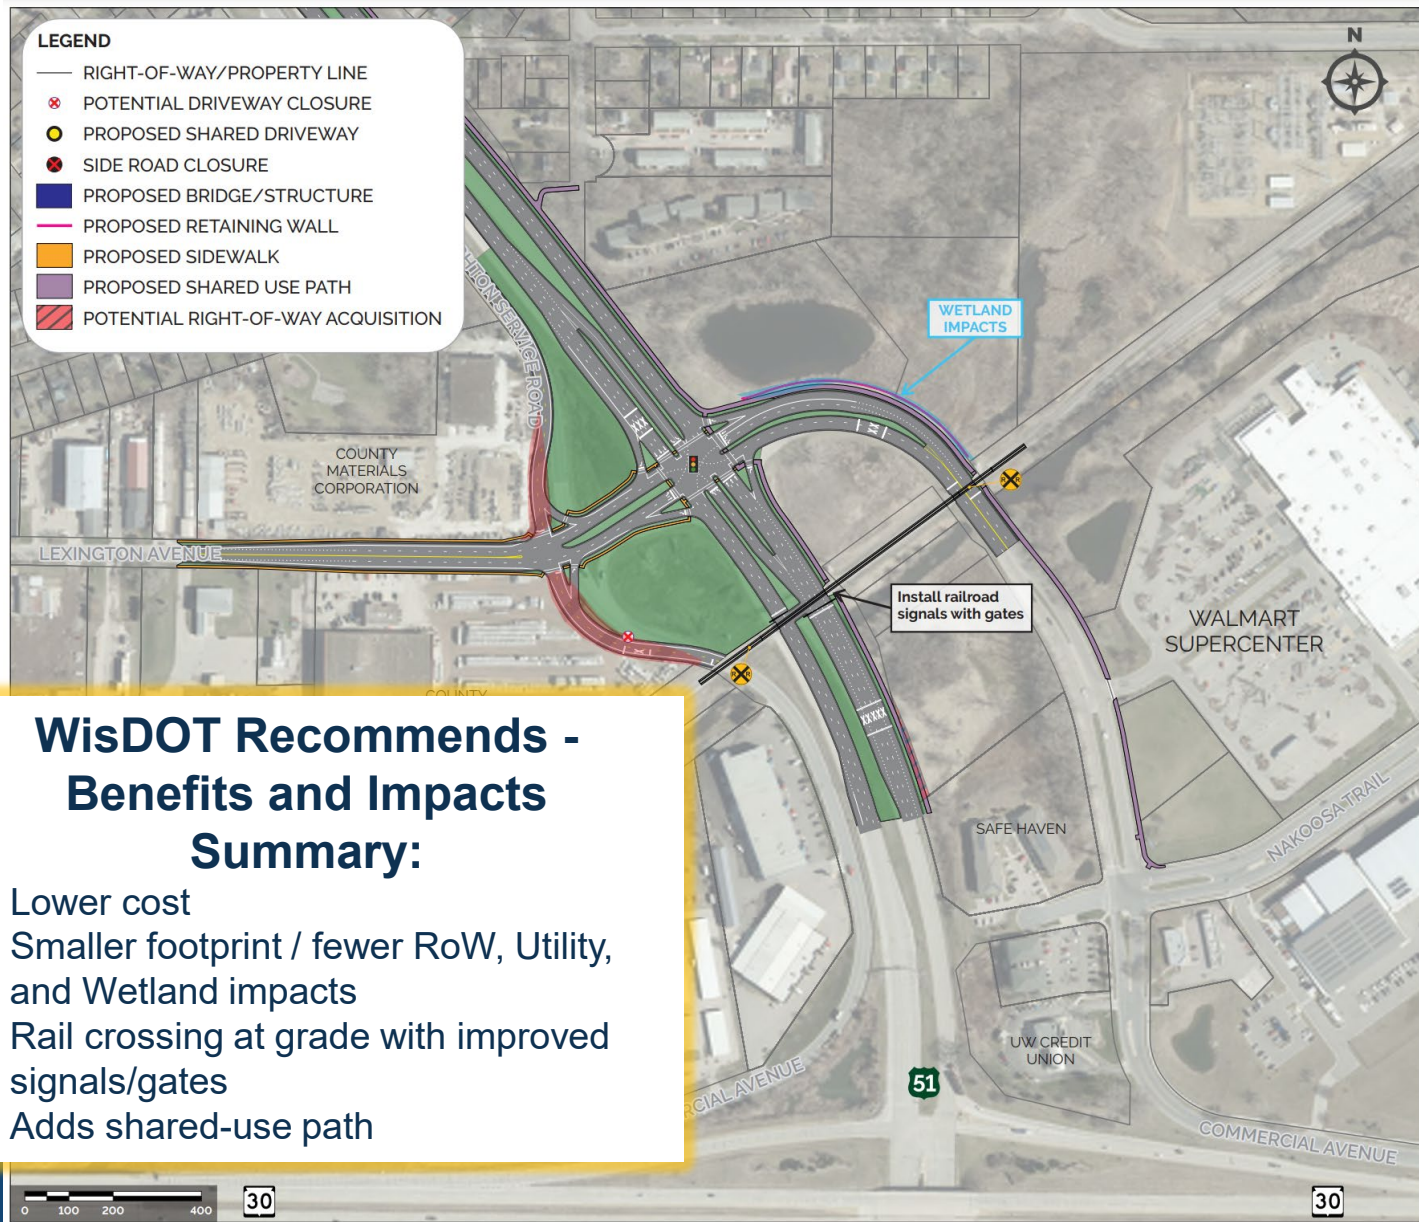 LEGEND
RIGHT-OF-WAY/PROPERTY LINE
POTENTIAL DRIVEWAY CLOSURE
PROPOSED SHARED DRIVEWAY
SIDE ROAD CLOSURE
PROPOSED BRIDGE/STRUCTURE
PROPOSED RETAINING WALL
PROPOSED SIDEWALK
PROPOSED SHARED USE PATH
POTENTIAL RIGHT-OF-WAY ACQUISITION
N
HTON SERVICE ROAD
WETLAND
IMPACTS
COUNTY
MATERIALS
CORPORATION
LEXINGTON AVENUE
R R
Install railroad
signals with gates
WALMART
SUPERCENTER
R R
COUNTY
WisDOT Recommends -
Benefits and Impacts
Summary:
Lower cost
Smaller footprint / fewer RoW, Utility,
and Wetland impacts
Rail crossing at grade with improved
signals/gates
Adds shared-use path
SAFE HAVEN
NAKOOSA TRAIL
UW CREDIT
UNION
51
RCIAL AVENUE
COMMERCIAL AVENUE
0 100 200 400
30
30